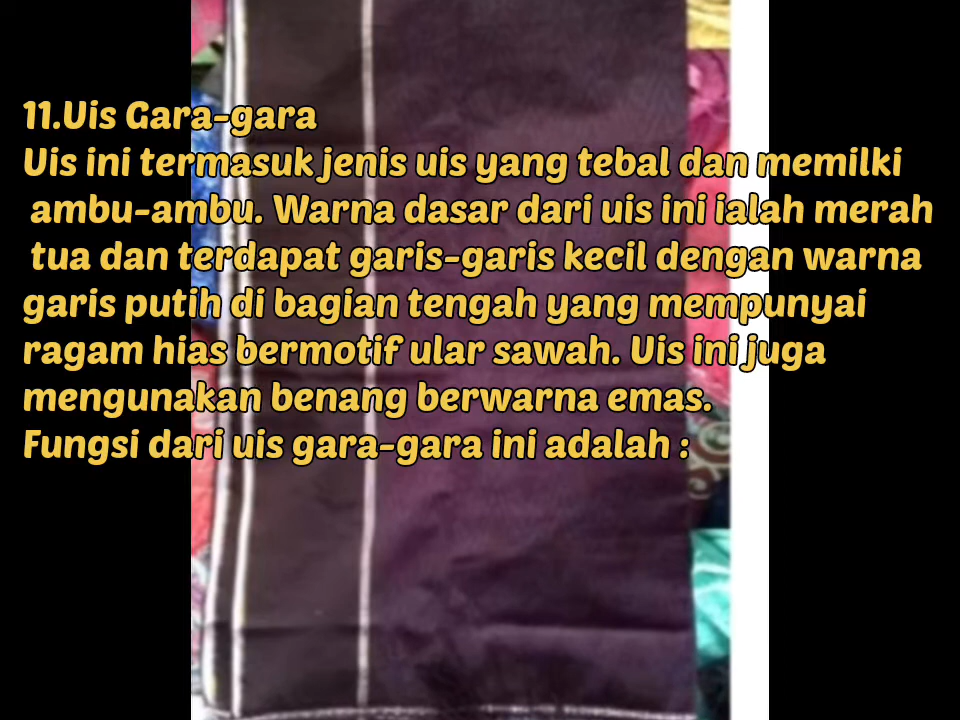 11.Uis Gara-gara
Uis ini termasuk jenis uis yang tebal dan memilki
ambu-ambu. Warna dasar dari uis ini ialah merah
tua dan terdapat garis-garis kecil dengan warna
garis putih di bagian tengah yang mempunyai
ragam hias bermotif ular sawah. Uis ini juga
mengunakan benang berwarna emas.
Fungsi dari uis gara-gara ini adalah :